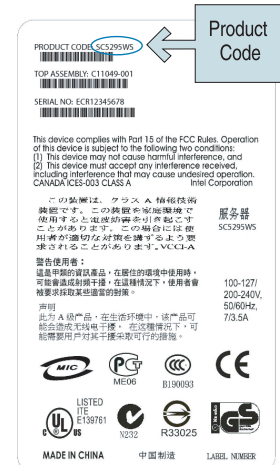 Product
Code
PRODUCT CODE: SC5295WS
TOP ASSEMBLY: C11049-001
SERIAL NO: ECR12345678
This device complies with Part 15 of the FCC Rules. Operation
of this device is subject to the following two conditions:
(1) This device may not cause harmful interference, and
(2) This device must accept any interference received,
including interference that may cause undesired operation.
CANADA ICES-003 CLASS A Intel Corporation
この装置は、クラス A 情報技術
装置です。この装置を家庭環境で
使用すると電波妨害を引き起こす
ことがあります。この場合には使
用者が適切な対策を講ずるよう要
求されることがあります。VCCI-A
服务器
SC5295WS
警告使用者：
這是甲類的資訊產品，在居住的環境中使用時，
可能會造成射頻干擾，在這種情況下，使用者會
被要求採取某些適當的對策。
声明
此为 A 级产品，在生活环境中，该产品可
能会造成无线电干扰， 在这种情况下，可
能需要用戶对其干擾采取可行的措施。
100-127/
200-240V,
50/60Hz,
7/3.5A
MIC
ME06
CCC
B190093
CE
LISTED
ITE
E139761
UL
C
US
N232
R33025
GS
MADE IN CHINA
中国制造
LABEL NUMBER